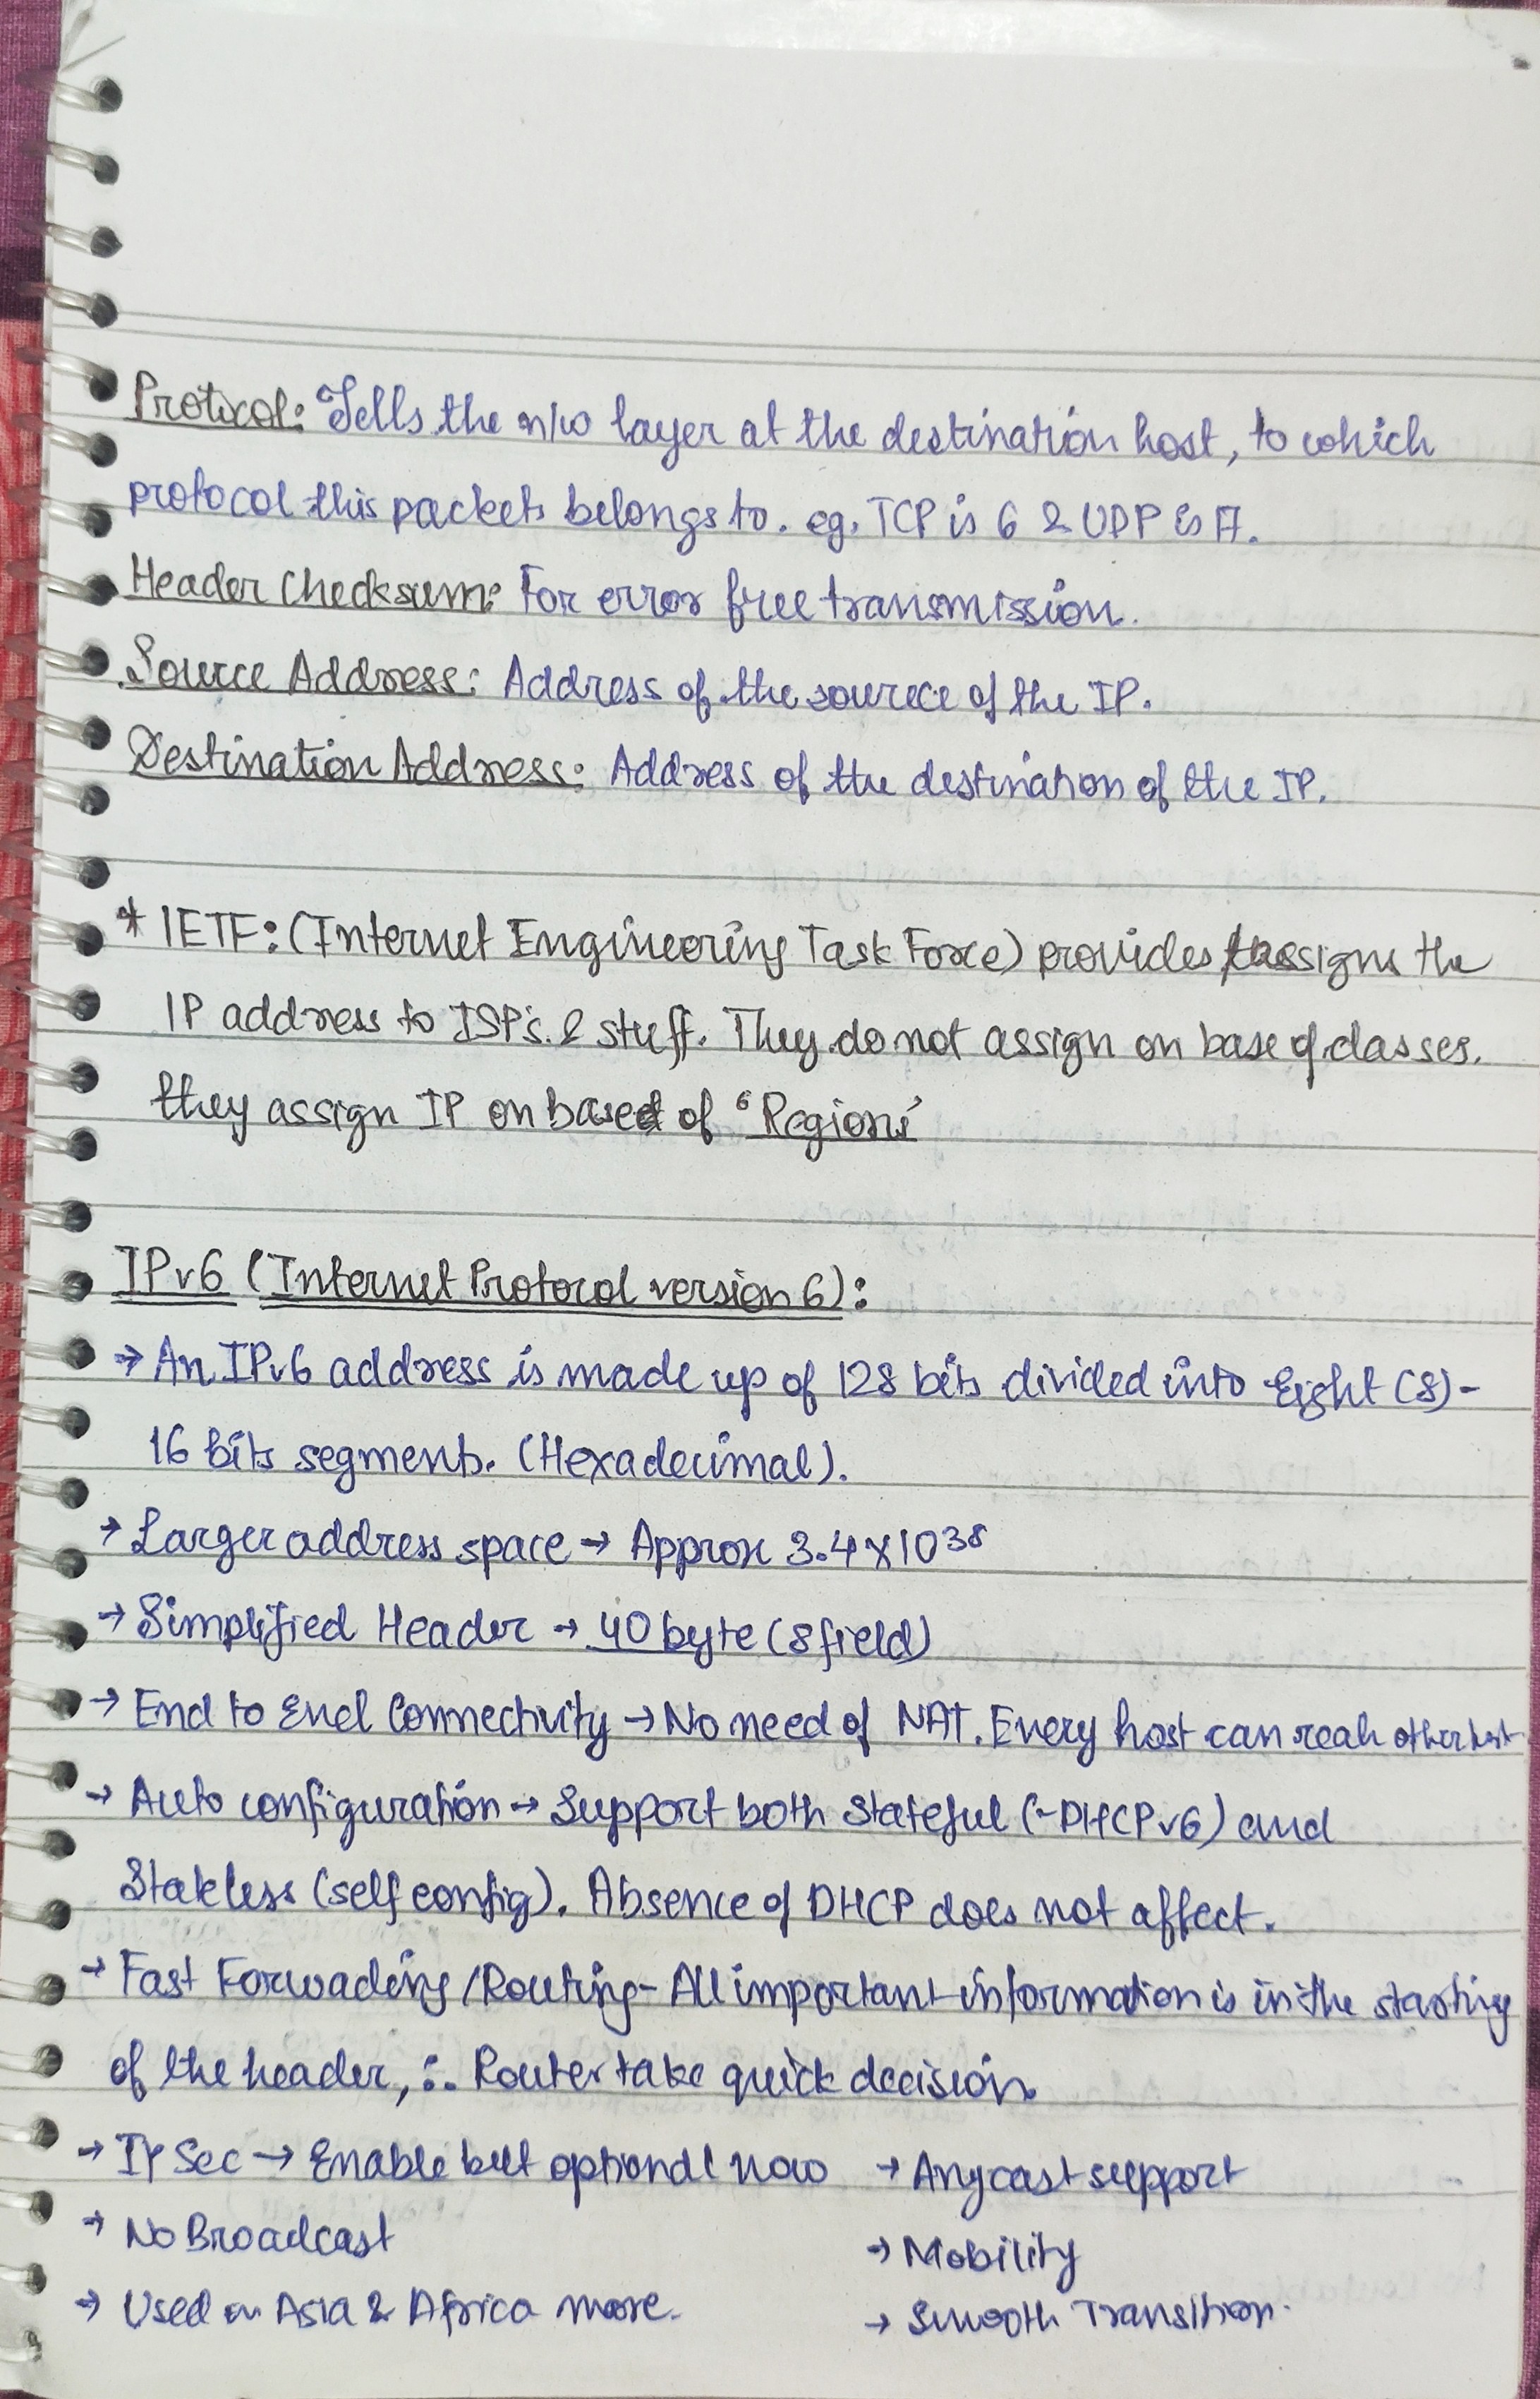 Protocol: Tells the n/w layer at the destination host, to which
protocol this packets belongs to. eg. TCP is 6 & UDP is 17.
Header Checksum: For error free transmission.
Source Address: Address of the sourece of the IP.
Destination Address: Address of the destination of the IP.
* IETF: (Internet Engineering Task Force) provides / assigns the
IP address to ISP's. & stuff. They do not assign on base of classes.
they assign IP on based of 'Regions'
IPv6 (Internet Protocol version 6):
→ An IPv6 address is made up of 128 bits divided into Eight (8)-
16 bits segments. (Hexadecimal).
→ Larger address space → Approx 3.4×10³⁸
→ Simplified Header → 40 byte (8 field)
→ End to End Connectivity → No need of NAT. Every host can reah other host
→ Auto configuration → Support both Stateful (-DHCPv6) and
Stateless (self config). Absence of DHCP does not affect.
→ Fast Forwading /Routing - All important information is in the starting
of the header, ∴ Router take quick decision.
→ IPSec → Enable but optional now → Anycast support
→ No Broadcast
→ Mobility
→ Used in Asia & Africa more.
→ Smooth Transition.